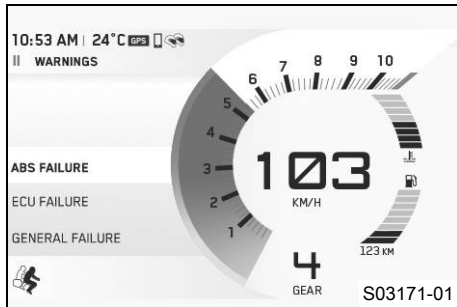 10:53 AM | 24°C GPS
WARNINGS
ABS FAILURE
ECU FAILURE
GENERAL FAILURE
1
2
3
4
5
6
7
8
9
10
103
KM/H
4
GEAR
123 KM
S03171-01